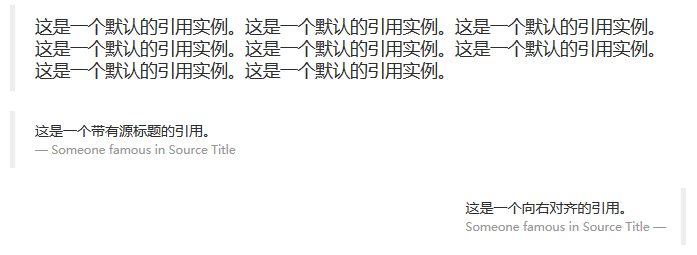 这是一个默认的引用实例。这是一个默认的引用实例。这是一个默认的引用实例。
这是一个默认的引用实例。这是一个默认的引用实例。这是一个默认的引用实例。
这是一个默认的引用实例。这是一个默认的引用实例。
这是一个带有源标题的引用。
— Someone famous in Source Title
这是一个向右对齐的引用。
Someone famous in Source Title —